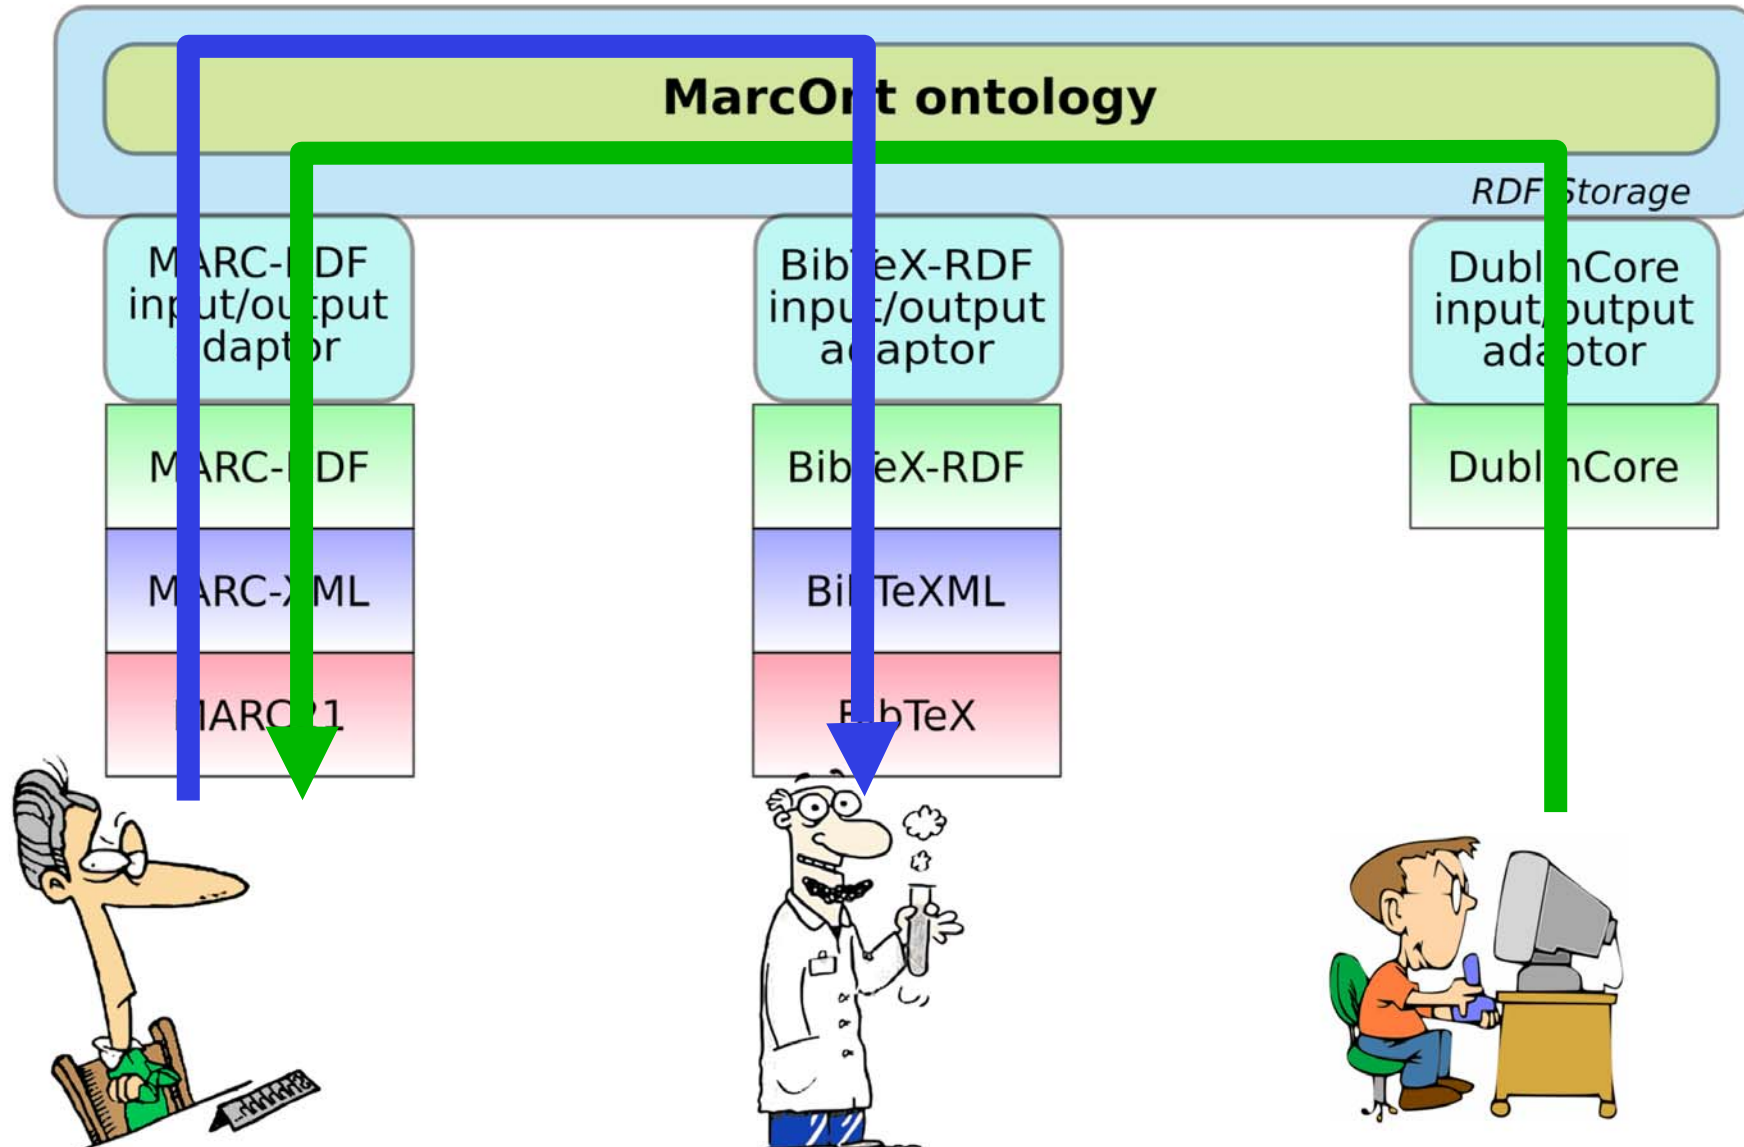 MarcOnt ontology
RDF Storage
MARC-RDF
input/output
adaptor
MARC-RDF
MARC-XML
MARC21
BibTeX-RDF
input/output
adaptor
BibTeX-RDF
BibTeXML
BibTeX
DublinCore
input/output
adaptor
DublinCore